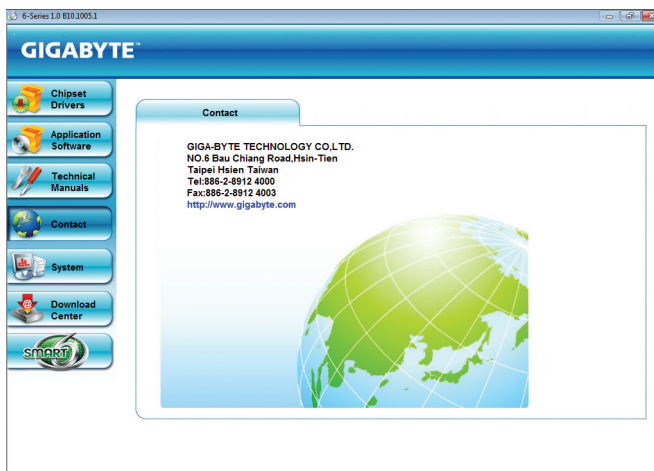 6-Series 1.0 B10.1005.1
GIGABYTE™
Chipset
Drivers
Application
Software
Technical
Manuals
Contact
System
Download
Center
SMART 6
Contact
GIGA-BYTE TECHNOLOGY CO,LTD.
NO.6 Bau Chiang Road,Hsin-Tien
Taipei Hsien Taiwan
Tel:886-2-8912 4000
Fax:886-2-8912 4003
http://www.gigabyte.com